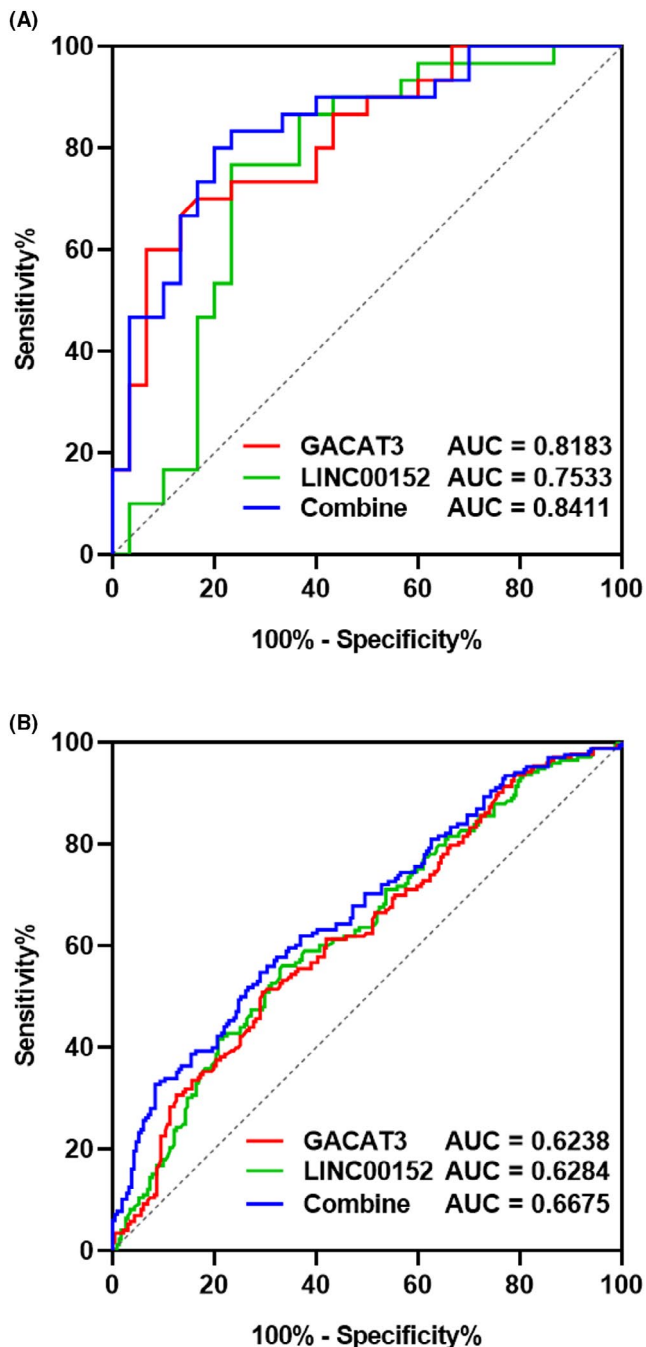 (A)
100
80
60
40
20
0
Sensitivity%
GACAT3 AUC = 0.8183
LINC00152 AUC = 0.7533
Combine AUC = 0.8411
0 20 40 60 80 100
100% - Specificity%
(B)
100
80
60
40
20
0
Sensitivity%
GACAT3 AUC = 0.6238
LINC00152 AUC = 0.6284
Combine AUC = 0.6675
0 20 40 60 80 100
100% - Specificity%